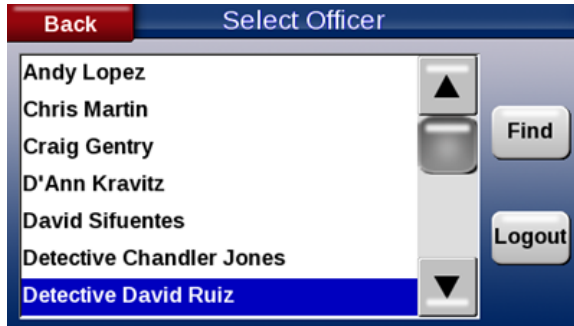 Back
Select Officer
Andy Lopez
Chris Martin
Craig Gentry
D'Ann Kravitz
David Sifuentes
Detective Chandler Jones
Detective David Ruiz
Find
Logout